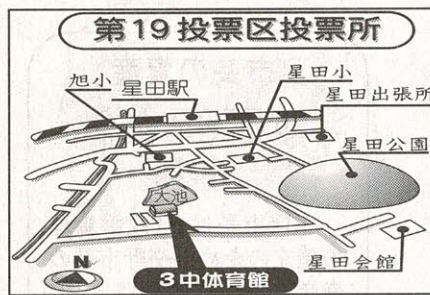 第19投票区投票所
旭小
星田駅
星田小
星田出張所
星田公園
大池
N
3中体育館
星田会館